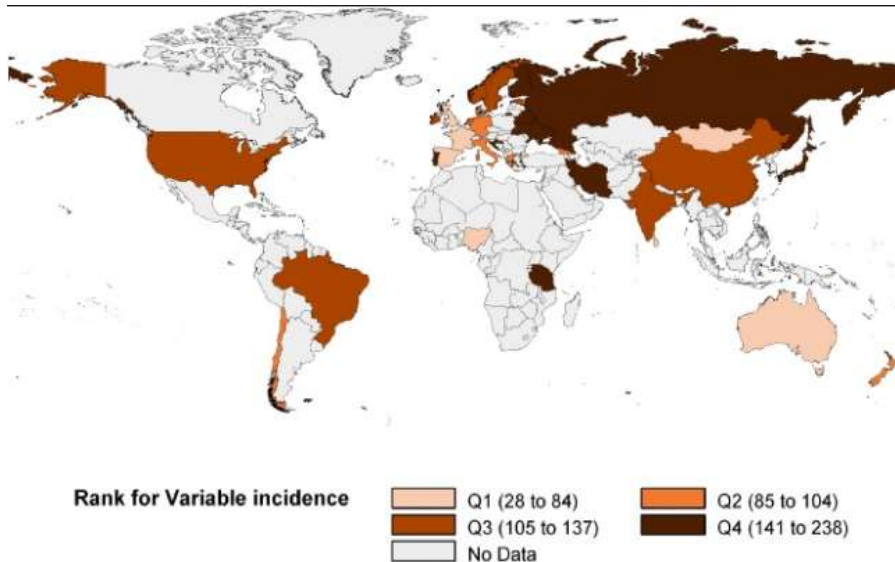 Rank for Variable incidence
Q1 (28 to 84)
Q2 (85 to 104)
Q3 (105 to 137)
Q4 (141 to 238)
No Data